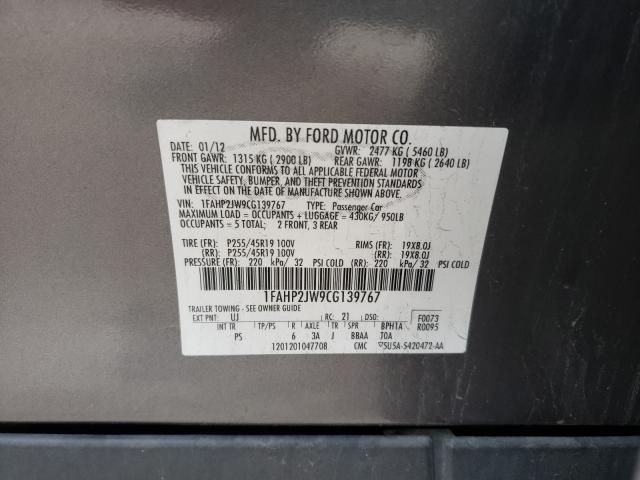 MFD. BY FORD MOTOR CO.
DATE: 01/12 GVWR: 2477 KG ( 5460 LB)
FRONT GAWR: 1315 KG ( 2900 LB) REAR GAWR: 1198 KG ( 2640 LB)
THIS VEHICLE CONFORMS TO ALL APPLICABLE FEDERAL MOTOR
VEHICLE SAFETY, BUMPER, AND THEFT PREVENTION STANDARDS
IN EFFECT ON THE DATE OF MANUFACTURE SHOWN ABOVE.
VIN: 1FAHP2JW9CG139767 TYPE: Passenger Car
MAXIMUM LOAD = OCCUPANTS + LUGGAGE = 430KG/ 950LB
OCCUPANTS = 5 TOTAL: 2 FRONT, 3 REAR
TIRE (FR): P255/45R19 100V RIMS (FR): 19X8.0J
(RR): P255/45R19 100V (RR): 19X8.0J
PRESSURE (FR): 220 kPa/ 32 PSI COLD (RR): 220 kPa/ 32 PSI COLD
1FAHP2JW9CG139767
TRAILER TOWING - SEE OWNER GUIDE
EXT PNT: UJ RC: 21 DSO: F0073
INT TR TP/PS R AXLE TR SPR BPHTA R0095
PS 6 3A J BBAA TOA
1201201047708 CMC 5U5A-5420472-AA